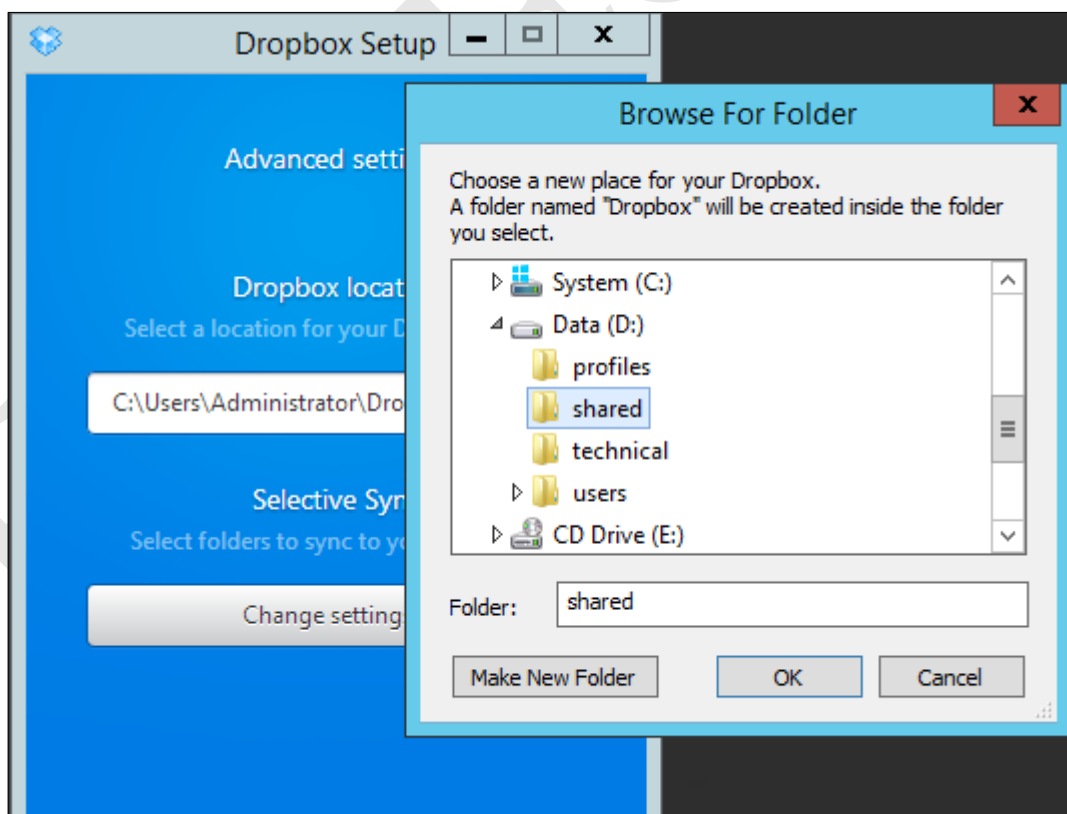 Dropbox Setup
Advanced setti
Dropbox locat
Select a location for your D
C:\Users\Administrator\Dro
Selective Syn
Select folders to sync to yo
Change setting
Browse For Folder
Choose a new place for your Dropbox.
A folder named "Dropbox" will be created inside the folder
you select.
System (C:)
Data (D:)
profiles
shared
technical
users
CD Drive (E:)
Folder:
shared
Make New Folder
OK
Cancel